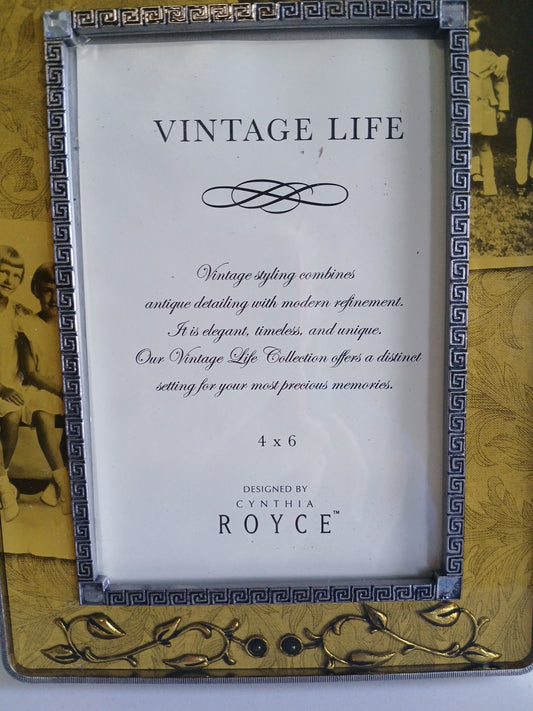 VINTAGE LIFE
Vintage styling combines
antique detailing with modern refinement.
It is elegant, timeless, and unique.
Our Vintage Life Collection offers a distinct
setting for your most precious memories.
4 x 6
DESIGNED BY
CYNTHIA
ROYCE™